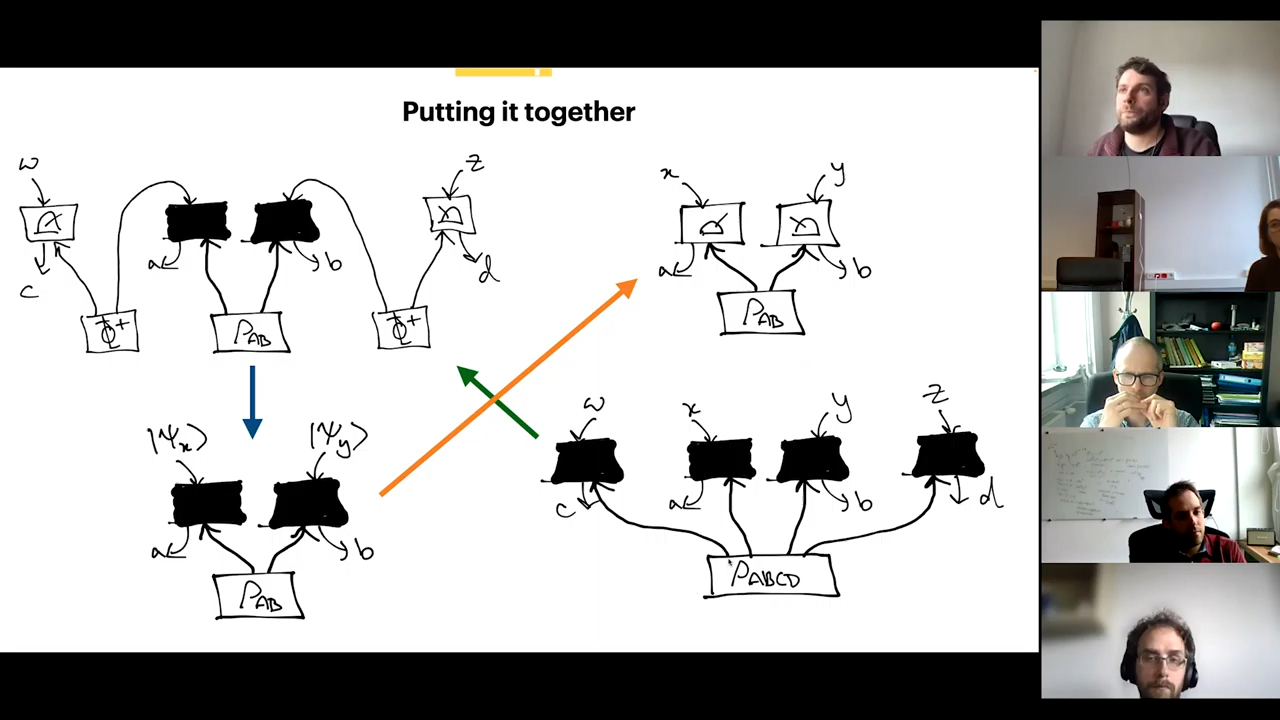 Putting it together
w
z
a
b
c
d
Φ+
ρAB
Φ+
x
y
a
b
ρAB
|Ψx⟩
|Ψy⟩
a
b
ρAB
w
x
y
z
c
a
b
d
ρABCD